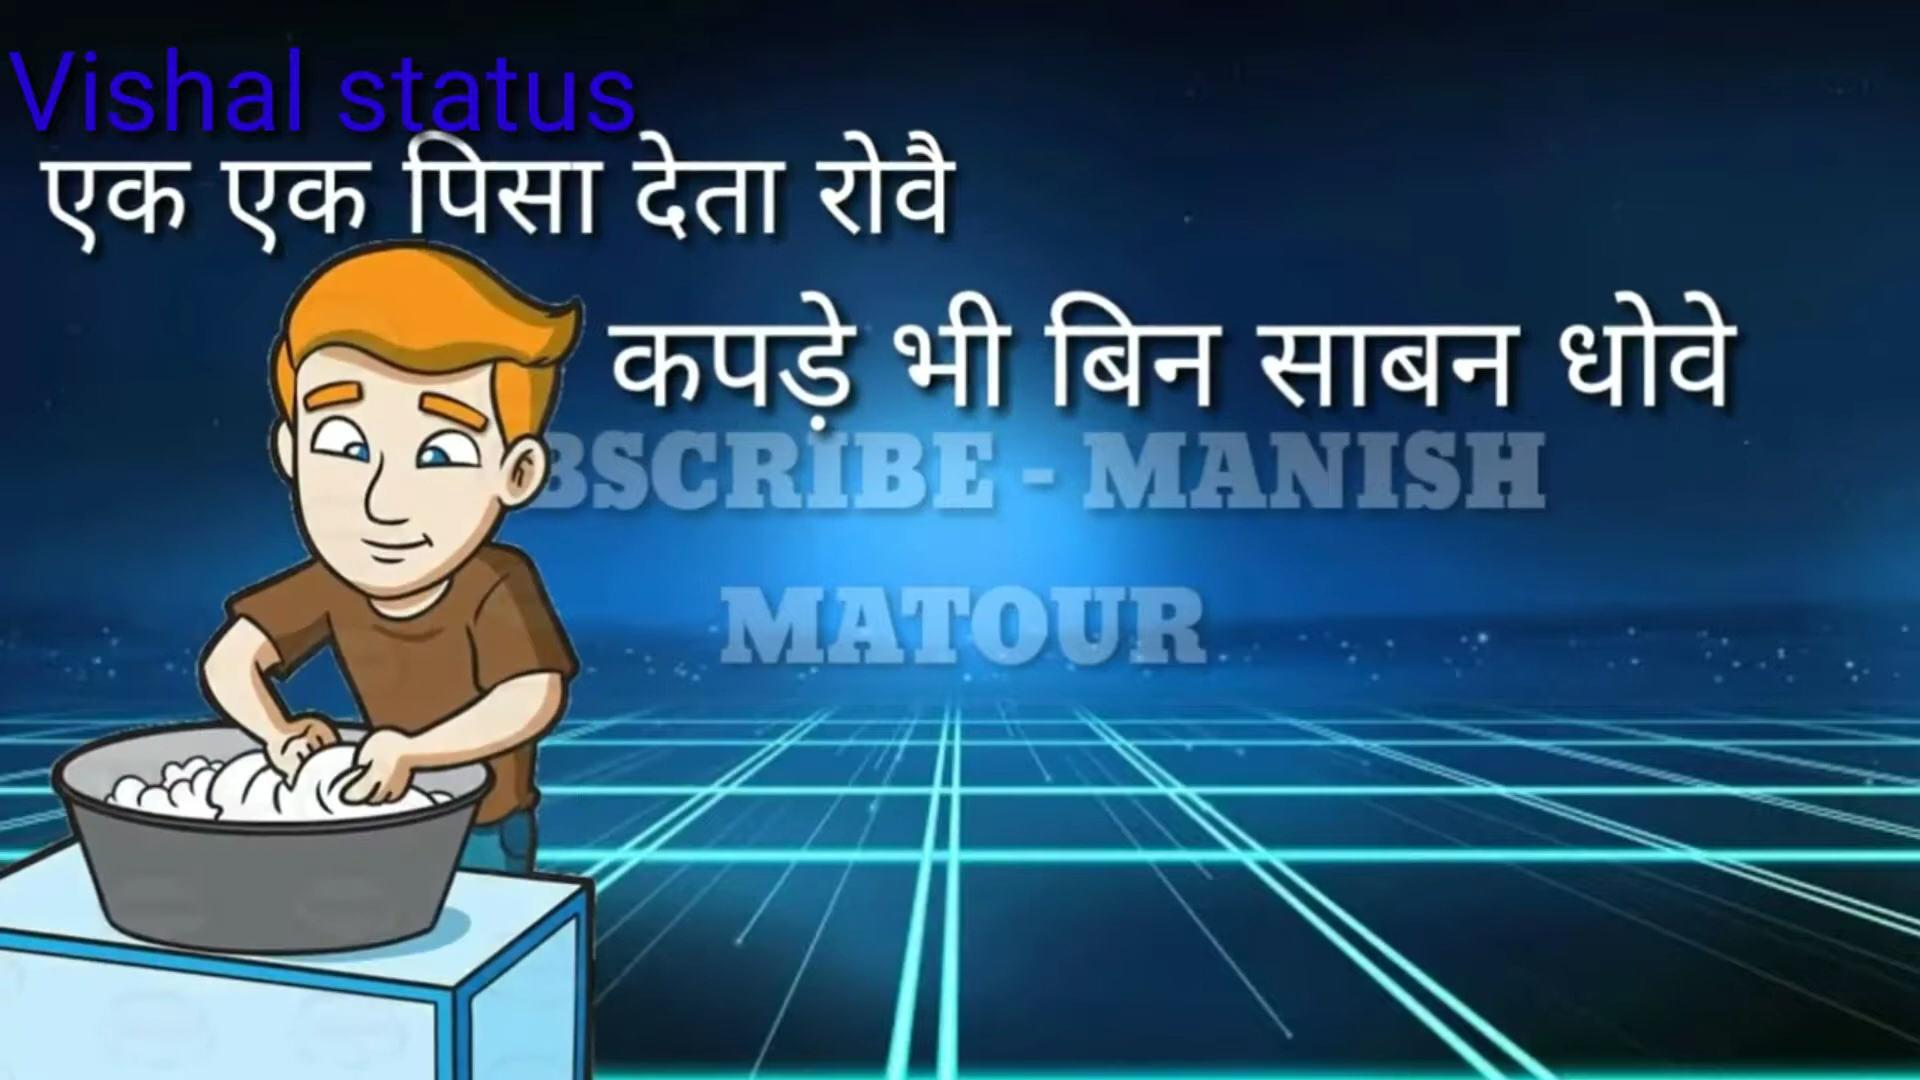 Vishal status
एक एक पिसा देता रोवै
कपड़े भी बिन साबन धोवे
BSCRIBE - MANISH
MATOUR